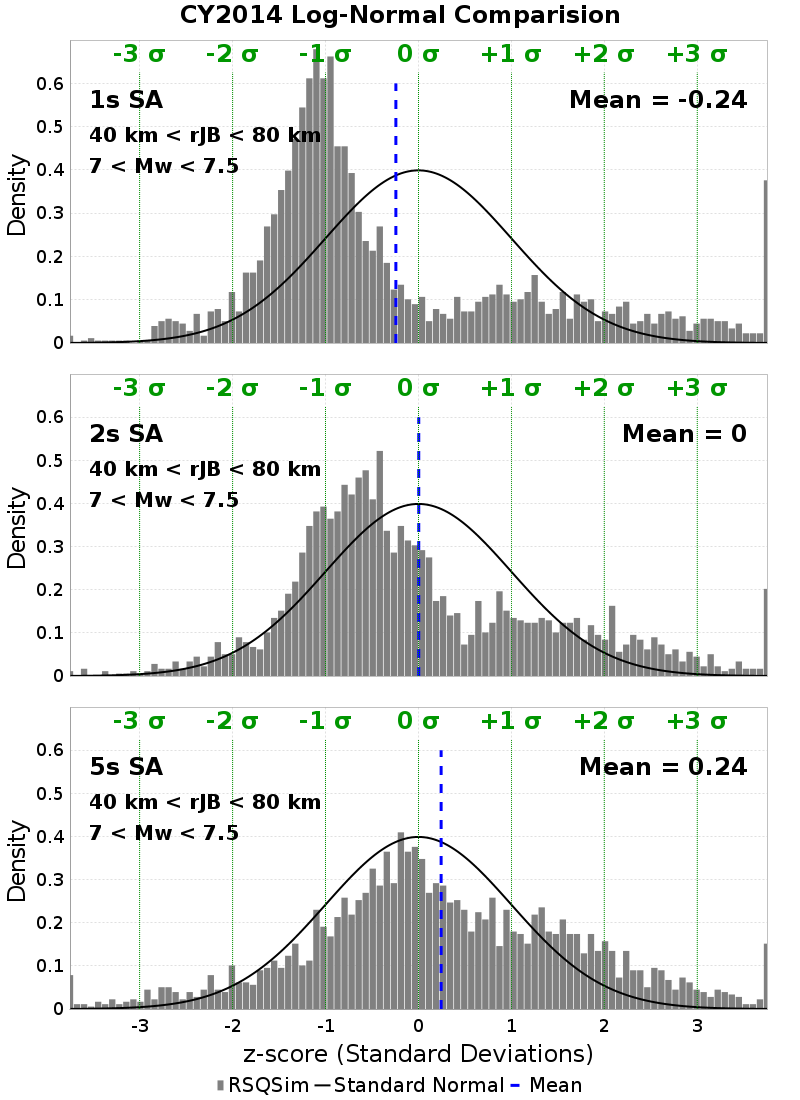 CY2014 Log-Normal Comparision
-3 σ -2 σ -1 σ 0 σ +1 σ +2 σ +3 σ
1s SA
Mean = -0.24
40 km < rJB < 80 km
7 < Mw < 7.5
Density
0.6
0.5
0.4
0.3
0.2
0.1
0
-3 σ -2 σ -1 σ 0 σ +1 σ +2 σ +3 σ
2s SA
Mean = 0
40 km < rJB < 80 km
7 < Mw < 7.5
Density
0.6
0.5
0.4
0.3
0.2
0.1
0
-3 σ -2 σ -1 σ 0 σ +1 σ +2 σ +3 σ
5s SA
Mean = 0.24
40 km < rJB < 80 km
7 < Mw < 7.5
Density
0.6
0.5
0.4
0.3
0.2
0.1
0
-3 -2 -1 0 1 2 3
z-score (Standard Deviations)
RSQSim Standard Normal Mean